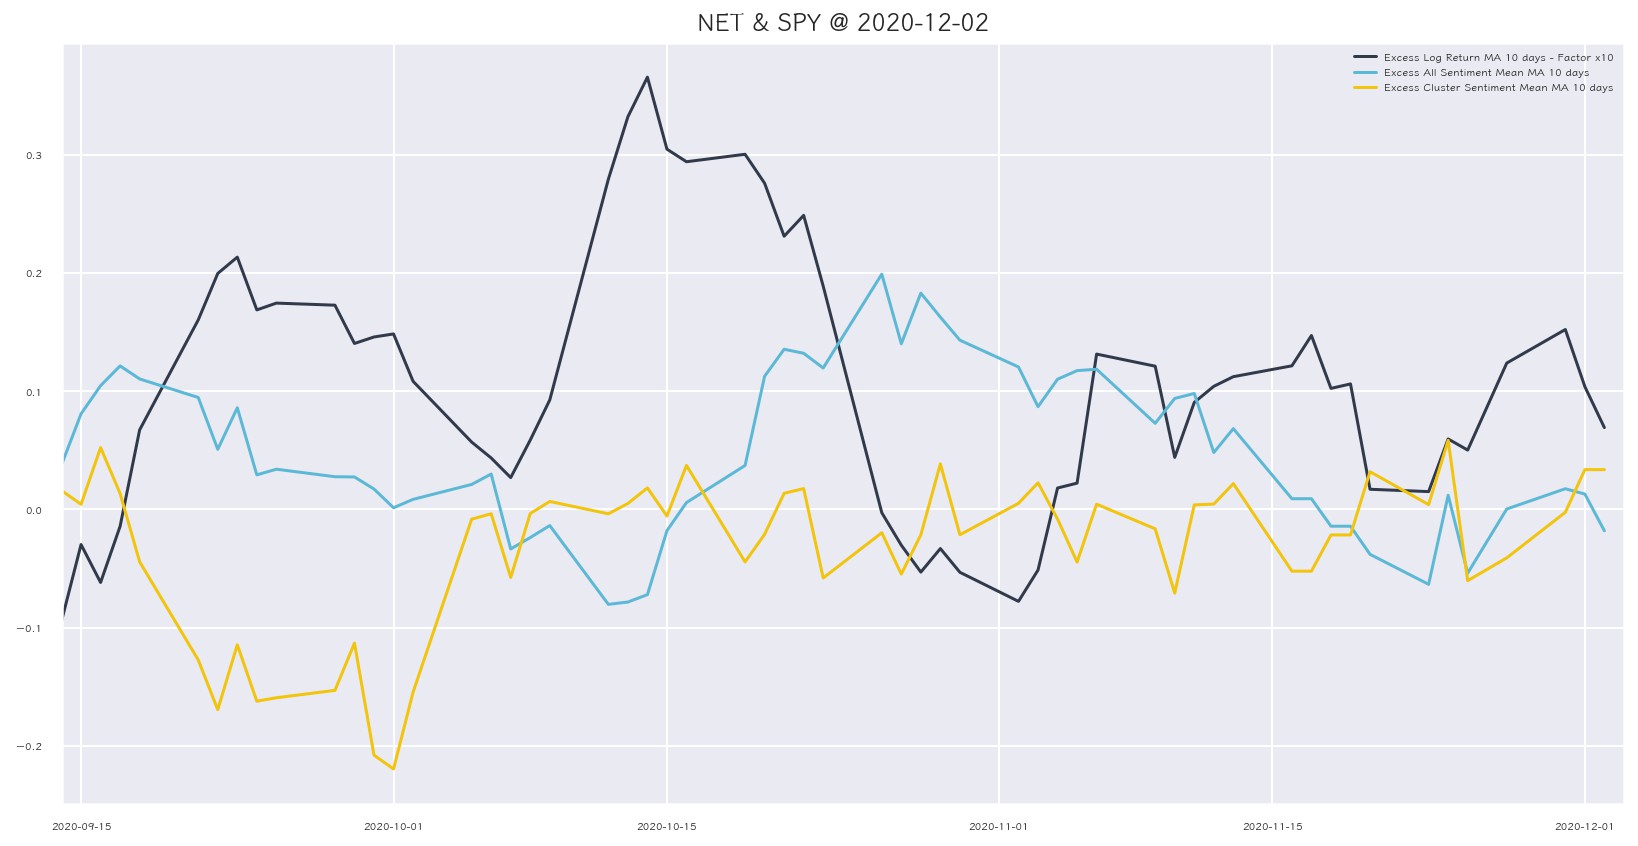 NET & SPY @ 2020-12-02
Excess Log Return MA 10 days - Factor x10
Excess All Sentiment Mean MA 10 days
Excess Cluster Sentiment Mean MA 10 days
0.3
0.2
0.1
0.0
−0.1
−0.2
2020-09-15 2020-10-01 2020-10-15 2020-11-01 2020-11-15 2020-12-01